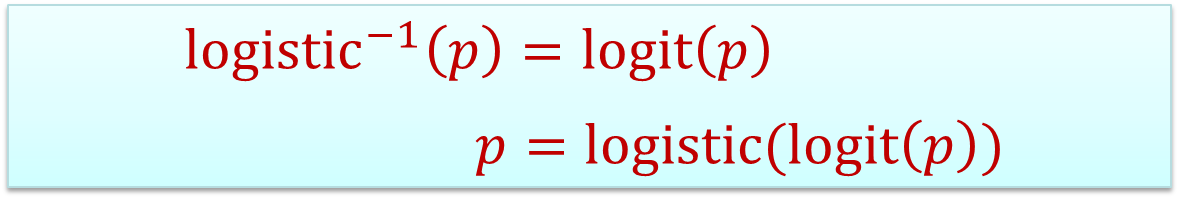 logistic⁻¹(𝑝) = logit(𝑝)
𝑝 = logistic(logit(𝑝))